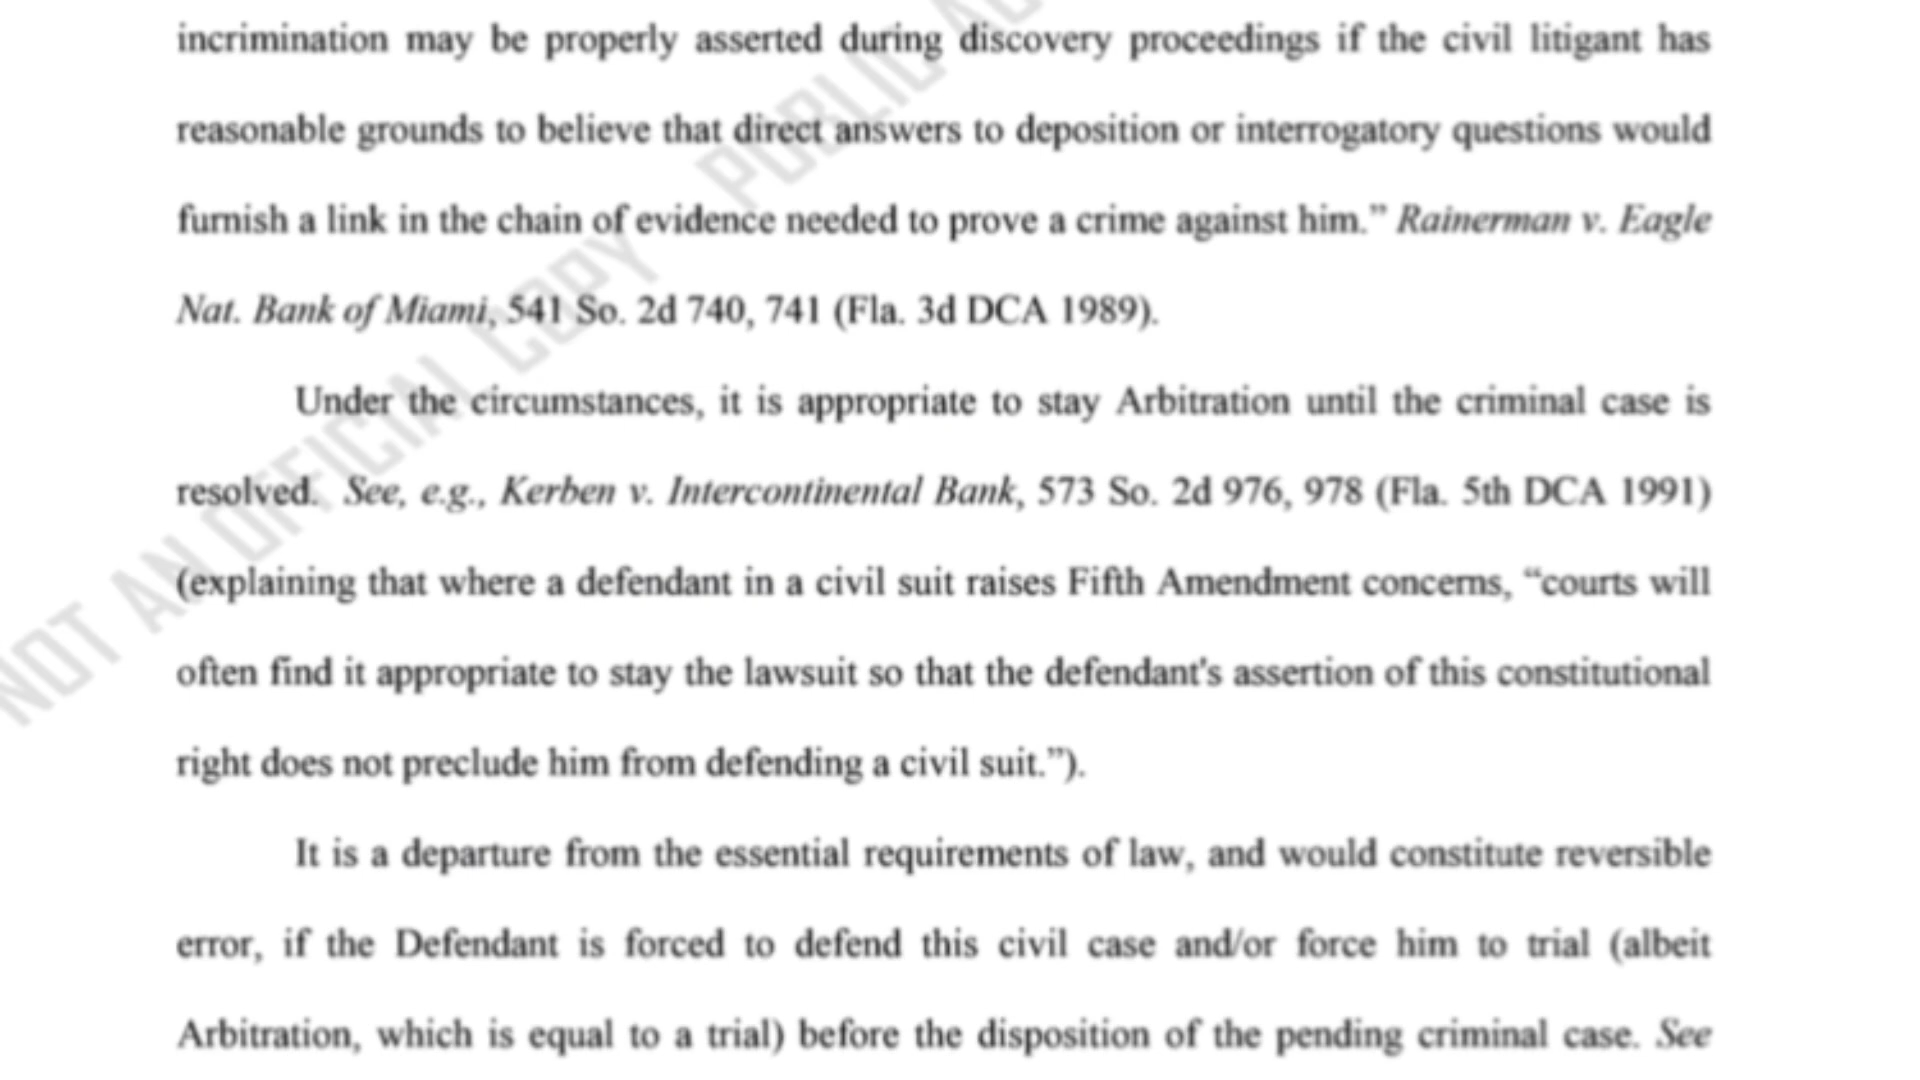 incrimination may be properly asserted during discovery proceedings if the civil litigant has
reasonable grounds to believe that direct answers to deposition or interrogatory questions would
furnish a link in the chain of evidence needed to prove a crime against him.” Rainerman v. Eagle
Nat. Bank of Miami, 541 So. 2d 740, 741 (Fla. 3d DCA 1989).
Under the circumstances, it is appropriate to stay Arbitration until the criminal case is
resolved. See, e.g., Kerben v. Intercontinental Bank, 573 So. 2d 976, 978 (Fla. 5th DCA 1991)
(explaining that where a defendant in a civil suit raises Fifth Amendment concerns, “courts will
often find it appropriate to stay the lawsuit so that the defendant's assertion of this constitutional
right does not preclude him from defending a civil suit.”).
It is a departure from the essential requirements of law, and would constitute reversible
error, if the Defendant is forced to defend this civil case and/or force him to trial (albeit
Arbitration, which is equal to a trial) before the disposition of the pending criminal case. See
NOT AN OFFICIAL COPY PUBLIC